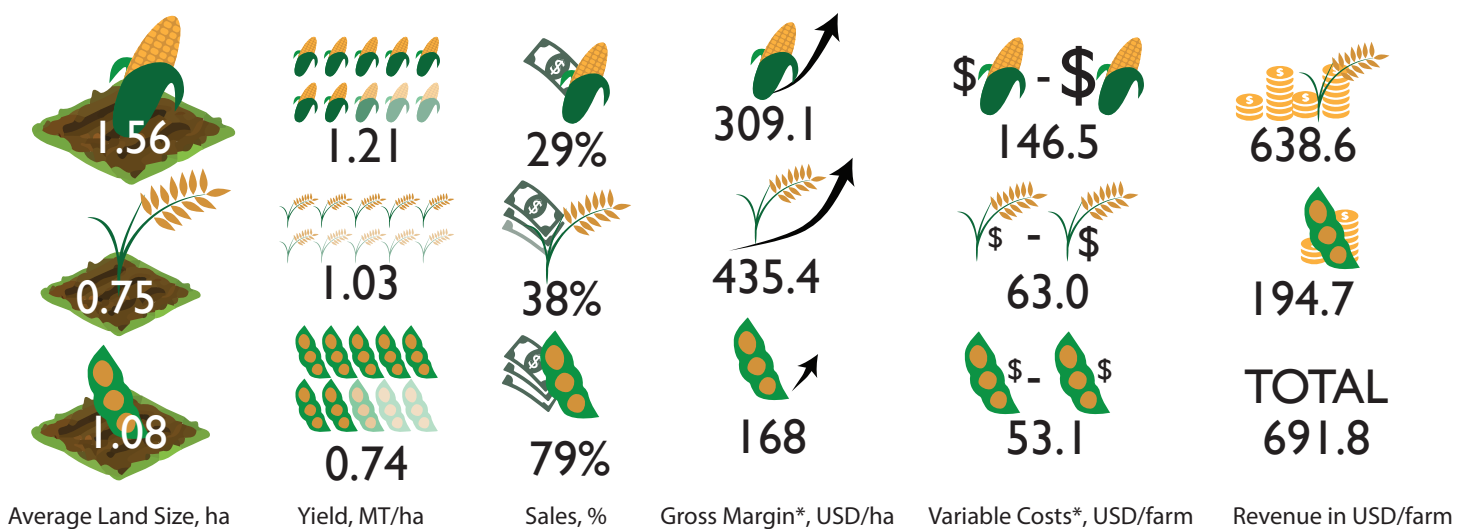 1.56
1.21
29%
309.1
$ - $
146.5
638.6
0.75
1.03
38%
435.4
$ - $
63.0
194.7
1.08
0.74
79%
168
$ - $
53.1
TOTAL
691.8
Average Land Size, ha
Yield, MT/ha
Sales, %
Gross Margin*, USD/ha
Variable Costs*, USD/farm
Revenue in USD/farm